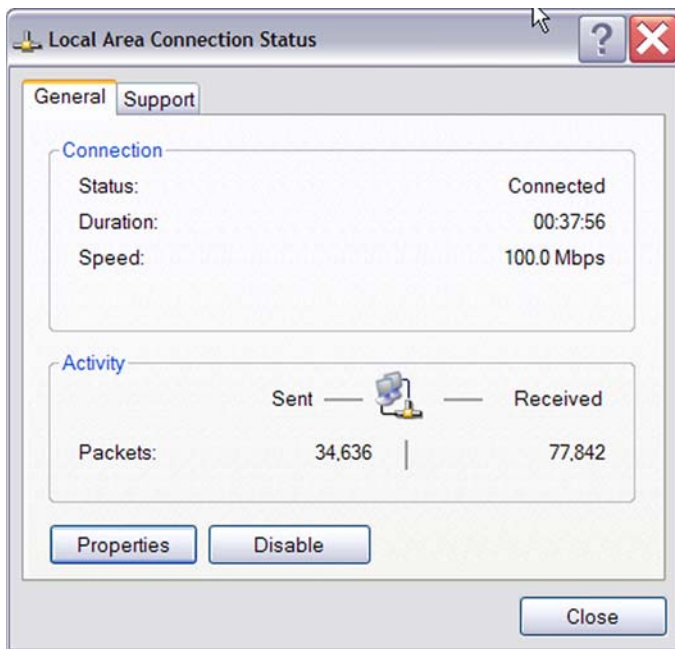 Local Area Connection Status
General Support
Connection
Status: Connected
Duration: 00:37:56
Speed: 100.0 Mbps
Activity
Sent Received
Packets: 34,636 77,842
Properties Disable
Close